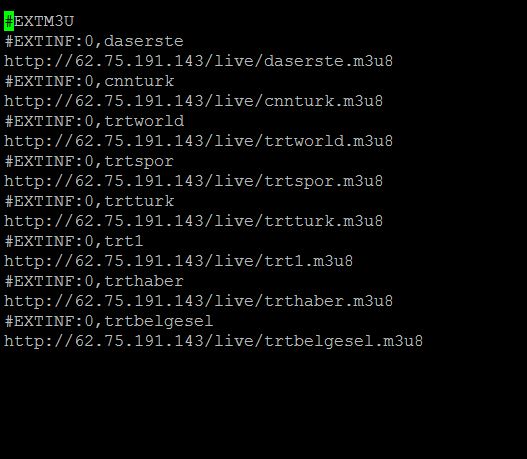 #EXTM3U
#EXTINF:0,daserste
http://62.75.191.143/live/daserste.m3u8
#EXTINF:0,cnnturk
http://62.75.191.143/live/cnnturk.m3u8
#EXTINF:0,trtworld
http://62.75.191.143/live/trtworld.m3u8
#EXTINF:0,trtspor
http://62.75.191.143/live/trtspor.m3u8
#EXTINF:0,trtturk
http://62.75.191.143/live/trtturk.m3u8
#EXTINF:0,trt1
http://62.75.191.143/live/trt1.m3u8
#EXTINF:0,trthaber
http://62.75.191.143/live/trthaber.m3u8
#EXTINF:0,trtbelgesel
http://62.75.191.143/live/trtbelgesel.m3u8